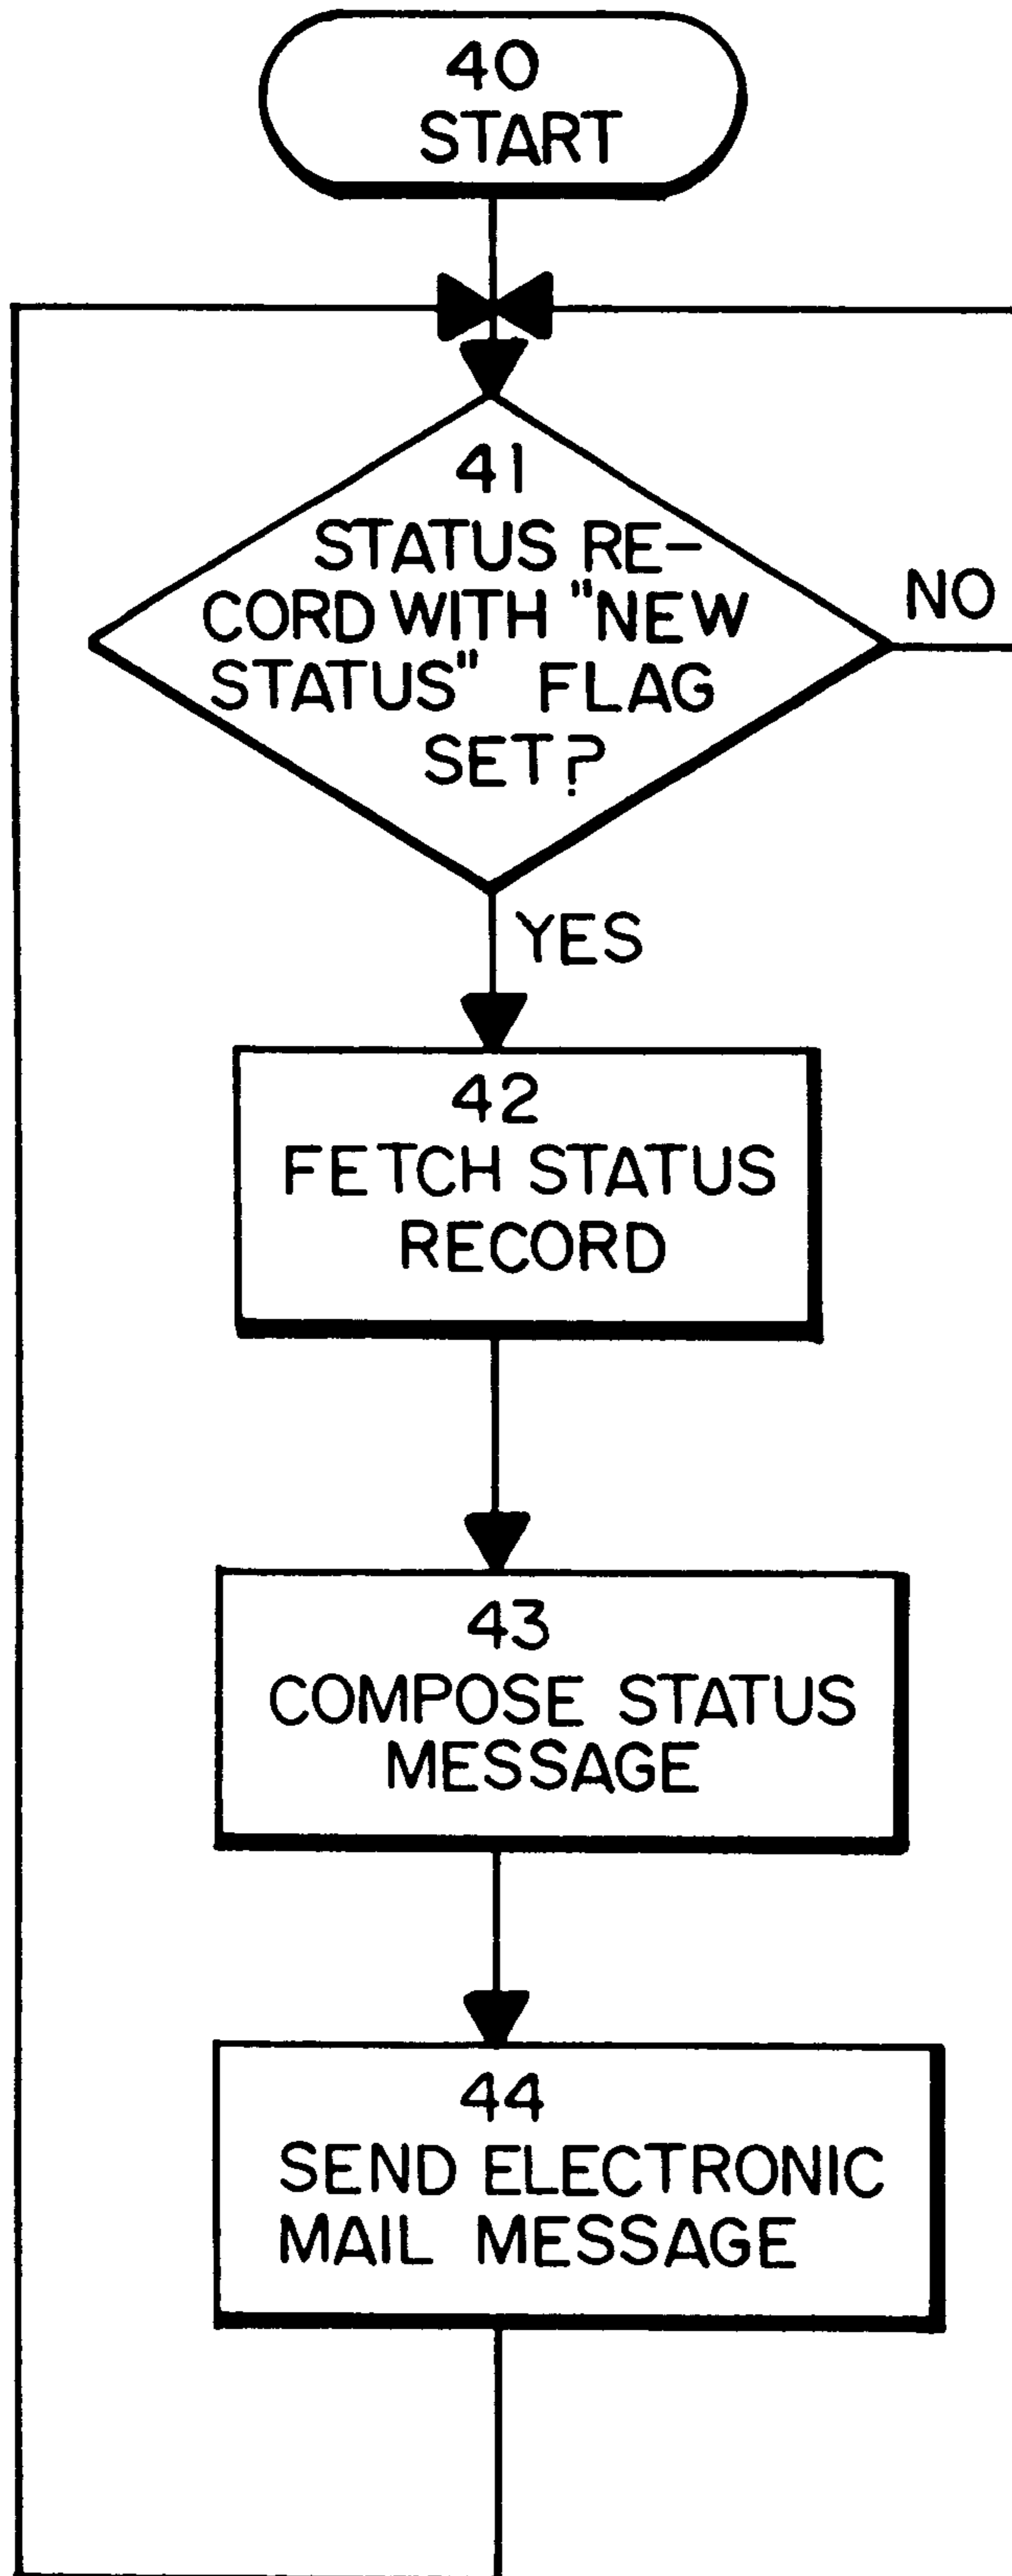 40
START
41
STATUS RE-
CORD WITH "NEW
STATUS" FLAG
SET?
NO
YES
42
FETCH STATUS
RECORD
43
COMPOSE STATUS
MESSAGE
44
SEND ELECTRONIC
MAIL MESSAGE